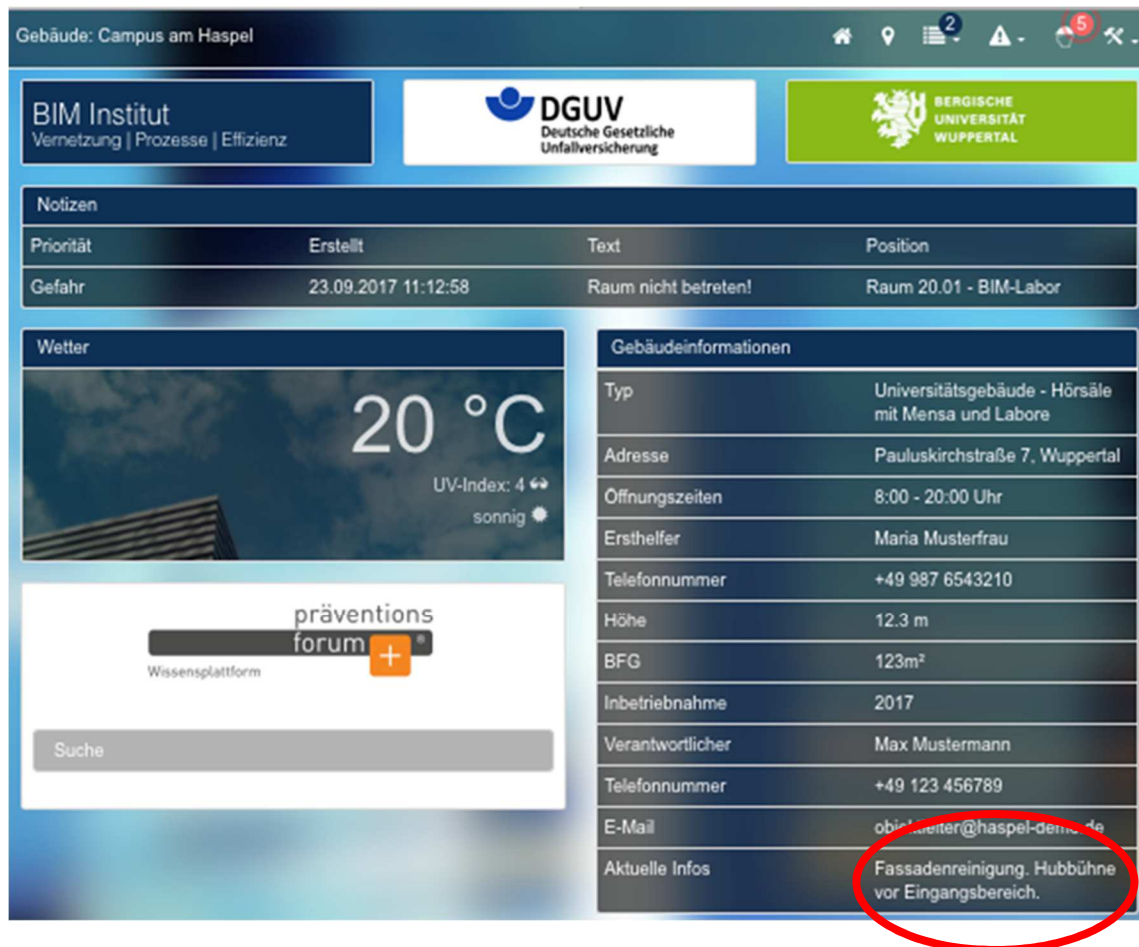 Gebäude: Campus am Haspel
2
5
BIM Institut
Vernetzung | Prozesse | Effizienz
DGUV
Deutsche Gesetzliche
Unfallversicherung
BERGISCHE
UNIVERSITÄT
WUPPERTAL
Notizen
Priorität Erstellt Text Position
Gefahr 23.09.2017 11:12:58 Raum nicht betreten! Raum 20.01 - BIM-Labor
Wetter
20 °C
UV-Index: 4
sonnig
präventions
forum + ®
Wissensplattform
Suche
Gebäudeinformationen
Typ Universitätsgebäude - Hörsäle
mit Mensa und Labore
Adresse Pauluskirchstraße 7, Wuppertal
Öffnungszeiten 8:00 - 20:00 Uhr
Ersthelfer Maria Musterfrau
Telefonnummer +49 987 6543210
Höhe 12.3 m
BFG 123m²
Inbetriebnahme 2017
Verantwortlicher Max Mustermann
Telefonnummer +49 123 456789
E-Mail objektleiter@haspel-demo.de
Aktuelle Infos Fassadenreinigung. Hubbühne
vor Eingangsbereich.